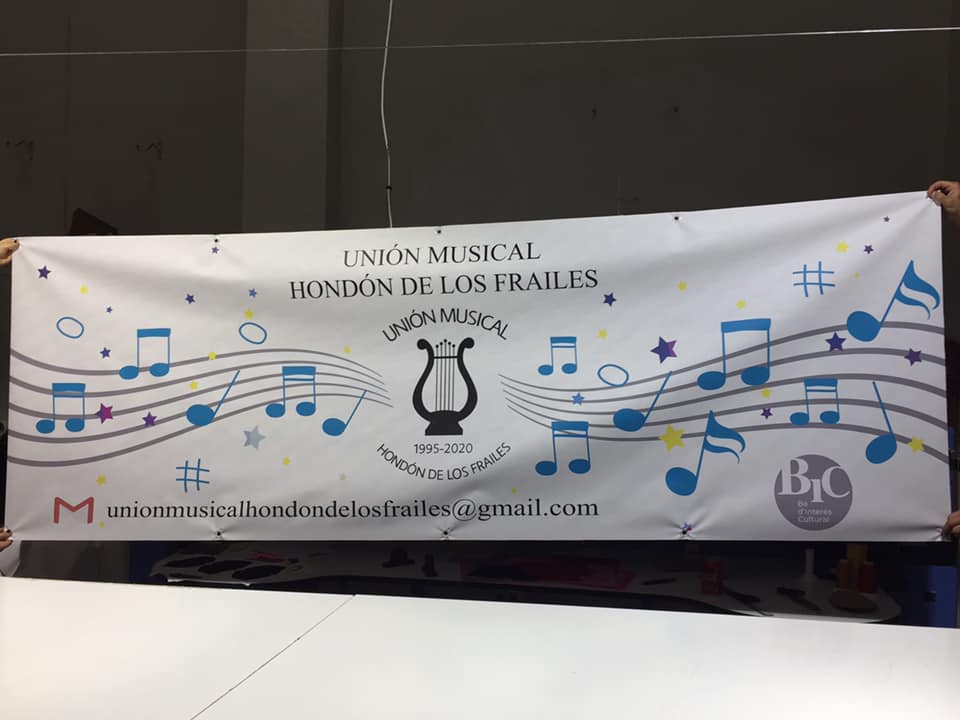 UNIÓN MUSICAL
HONDÓN DE LOS FRAILES
UNIÓN MUSICAL
1995-2020
HONDÓN DE LOS FRAILES
unionmusicalhondondelosfrailes@gmail.com
BIC
Bé
d'Interés
Cultural